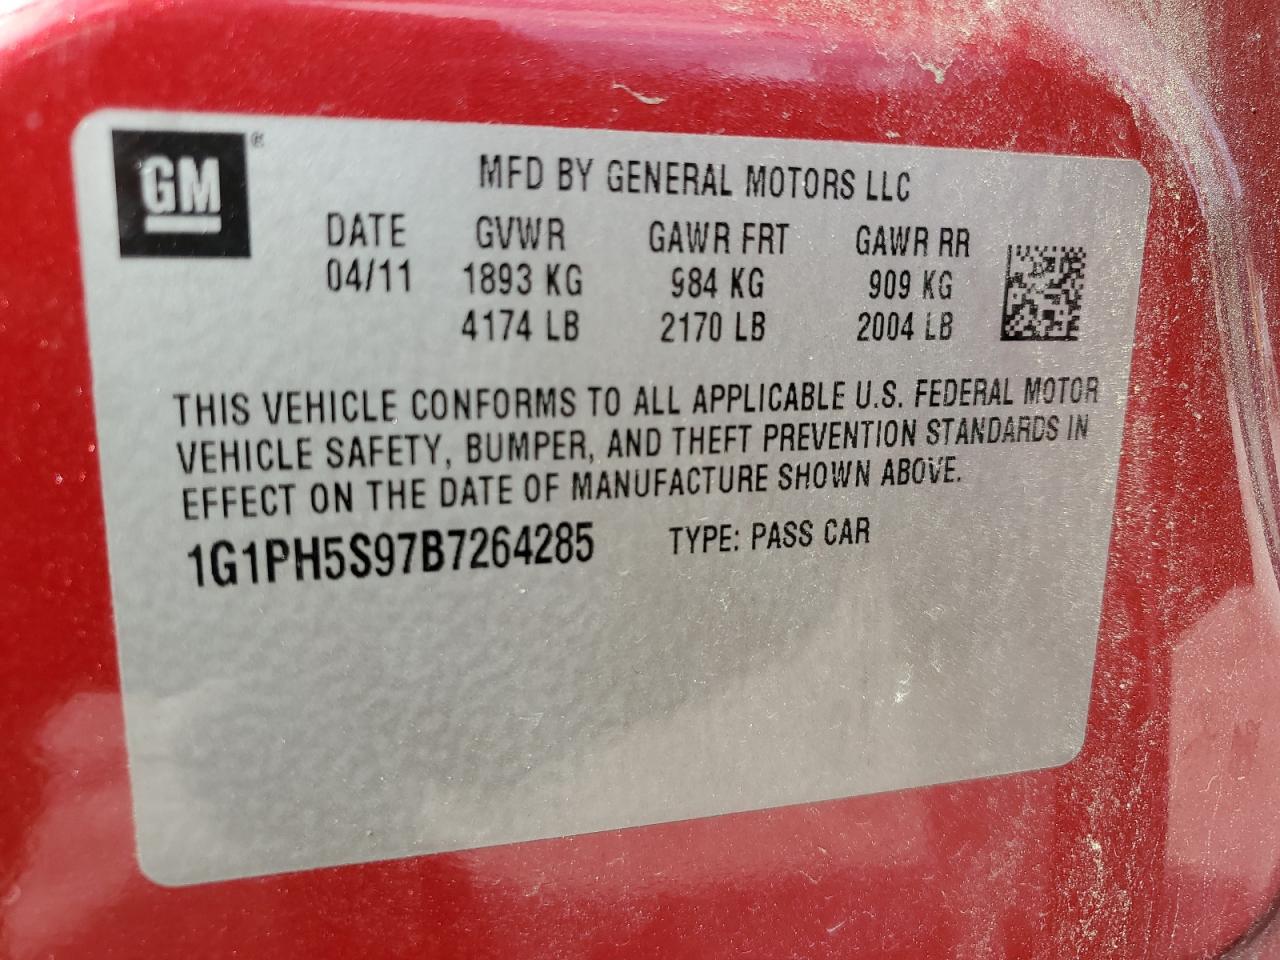 GM®
MFD BY GENERAL MOTORS LLC
DATE GVWR GAWR FRT GAWR RR
04/11 1893 KG 984 KG 909 KG
4174 LB 2170 LB 2004 LB
THIS VEHICLE CONFORMS TO ALL APPLICABLE U.S. FEDERAL MOTOR
VEHICLE SAFETY, BUMPER, AND THEFT PREVENTION STANDARDS IN
EFFECT ON THE DATE OF MANUFACTURE SHOWN ABOVE.
1G1PH5S97B7264285 TYPE: PASS CAR